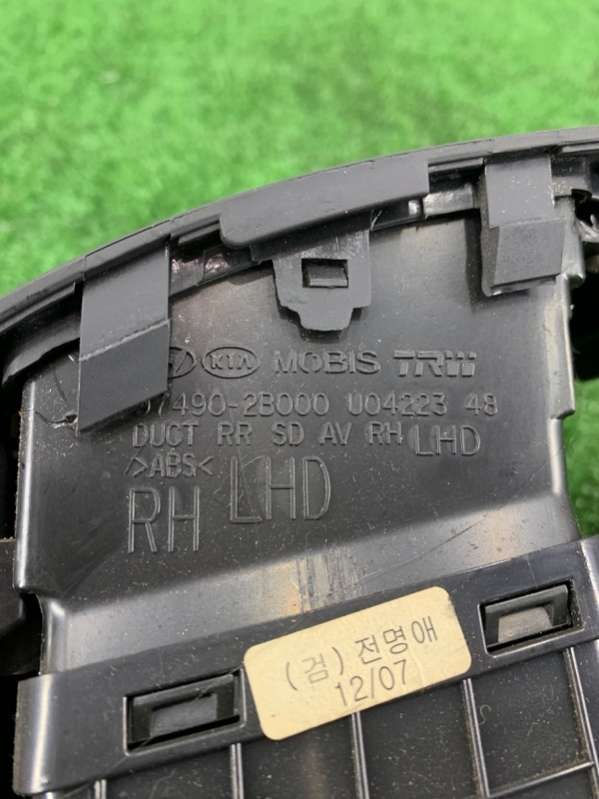 KIA MOBIS TRW
97490-2B000 U04223 48
DUCT RR SD AV RH LHD
>ABS<
RH LHD
(검) 전명애
12/07